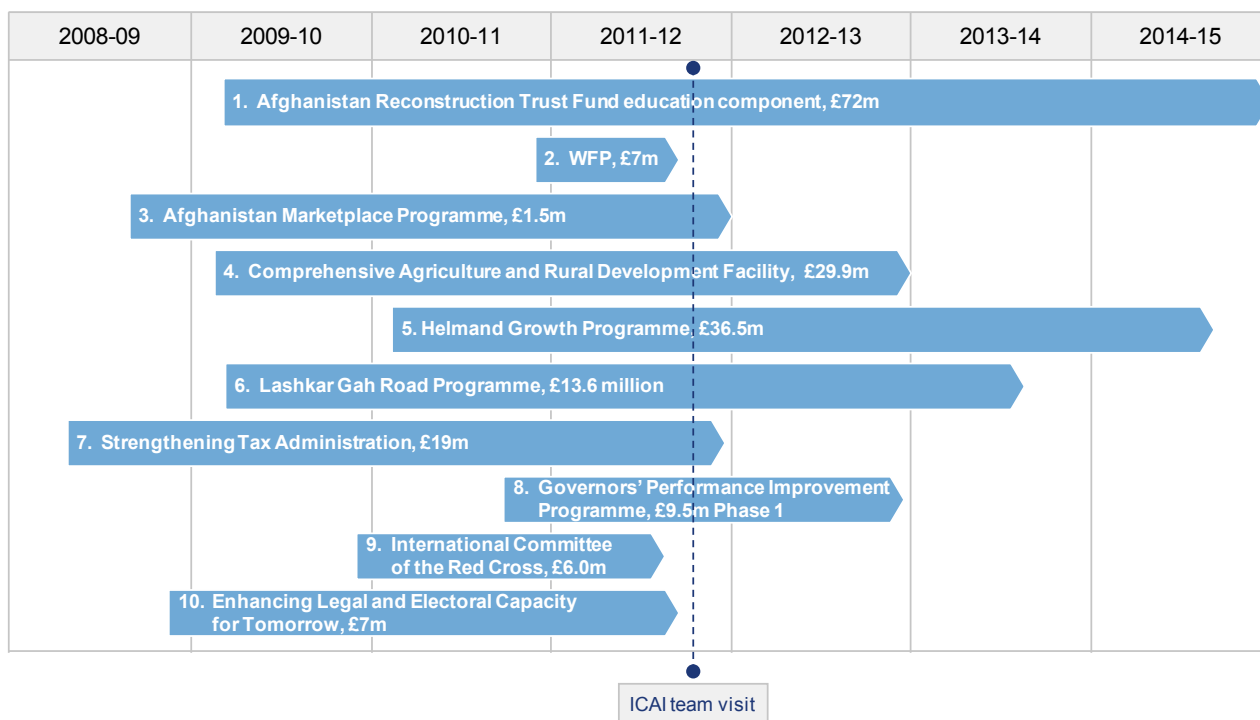 2008-09 2009-10 2010-11 2011-12 2012-13 2013-14 2014-15
1. Afghanistan Reconstruction Trust Fund education component, £72m
2. WFP, £7m
3. Afghanistan Marketplace Programme, £1.5m
4. Comprehensive Agriculture and Rural Development Facility, £29.9m
5. Helmand Growth Programme, £36.5m
6. Lashkar Gah Road Programme, £13.6 million
7. Strengthening Tax Administration, £19m
8. Governors’ Performance Improvement
Programme, £9.5m Phase 1
9. International Committee
of the Red Cross, £6.0m
10. Enhancing Legal and Electoral Capacity
for Tomorrow, £7m
ICAI team visit